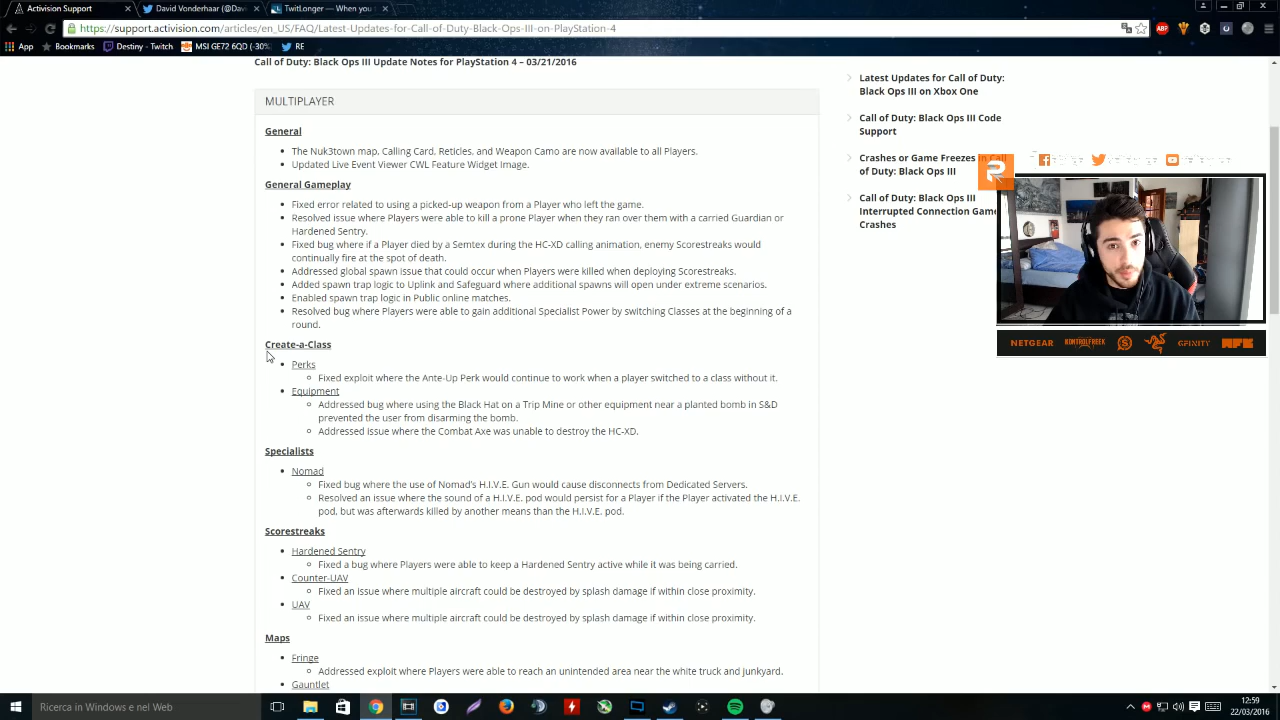 Activision Support
David Vonderhaar (@Dav
TwitLonger — When you t
https://support.activision.com/articles/en_US/FAQ/Latest-Updates-for-Call-of-Duty-Black-Ops-III-on-PlayStation-4
App
Bookmarks
Destiny - Twitch
MSI GE72 6QD (-30%)
RE
Call of Duty: Black Ops III Update Notes for PlayStation 4 – 03/21/2016
MULTIPLAYER
General
The Nuk3town map, Calling Card, Reticles, and Weapon Camo are now available to all Players.
Updated Live Event Viewer CWL Feature Widget Image.
General Gameplay
Fixed error related to using a picked-up weapon from a Player who left the game.
Resolved issue where Players were able to kill a prone Player when they ran over them with a carried Guardian or
Hardened Sentry.
Fixed bug where if a Player died by a Semtex during the HC-XD calling animation, enemy Scorestreaks would
continually fire at the spot of death.
Addressed global spawn issue that could occur when Players were killed when deploying Scorestreaks.
Added spawn trap logic to Uplink and Safeguard where additional spawns will open under extreme scenarios.
Enabled spawn trap logic in Public online matches.
Resolved bug where Players were able to gain additional Specialist Power by switching Classes at the beginning of a
round.
Create-a-Class
Perks
Fixed exploit where the Ante-Up Perk would continue to work when a player switched to a class without it.
Equipment
Addressed bug where using the Black Hat on a Trip Mine or other equipment near a planted bomb in S&D
prevented the user from disarming the bomb.
Addressed issue where the Combat Axe was unable to destroy the HC-XD.
Specialists
Nomad
Fixed bug where the use of Nomad's H.I.V.E. Gun would cause disconnects from Dedicated Servers.
Resolved an issue where the sound of a H.I.V.E. pod would persist for a Player if the Player activated the H.I.V.E.
pod, but was afterwards killed by another means than the H.I.V.E. pod.
Scorestreaks
Hardened Sentry
Fixed a bug where Players were able to keep a Hardened Sentry active while it was being carried.
Counter-UAV
Fixed an issue where multiple aircraft could be destroyed by splash damage if within close proximity.
UAV
Fixed an issue where multiple aircraft could be destroyed by splash damage if within close proximity.
Maps
Fringe
Addressed exploit where Players were able to reach an unintended area near the white truck and junkyard.
Gauntlet
Latest Updates for Call of Duty:
Black Ops III on Xbox One
Call of Duty: Black Ops III Code
Support
Crashes or Game Freezes in Call
of Duty: Black Ops III
Call of Duty: Black Ops III
Interrupted Connection Game
Crashes
NETGEAR
KONTROLFREEK
GFINITY
Ricerca in Windows e nel Web
12:59
22/03/2016